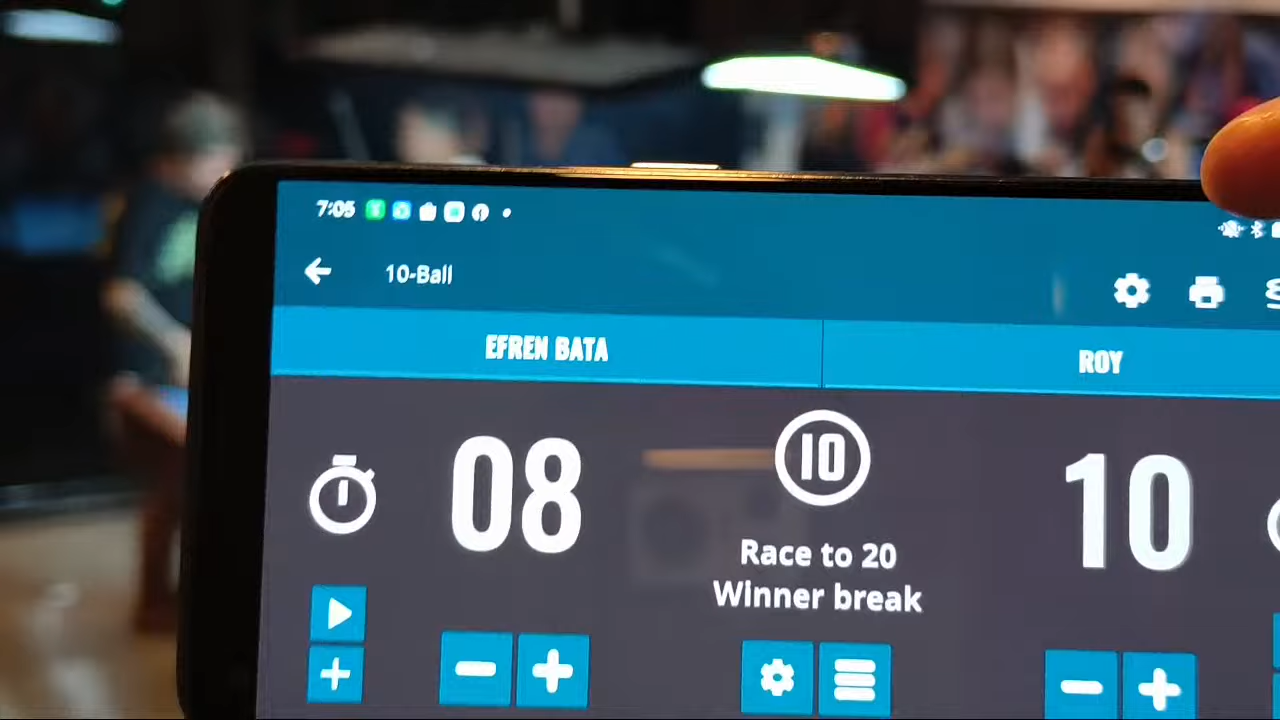 7:05
10-Ball
EFREN BATA
ROY
08
10
10
Race to 20
Winner break